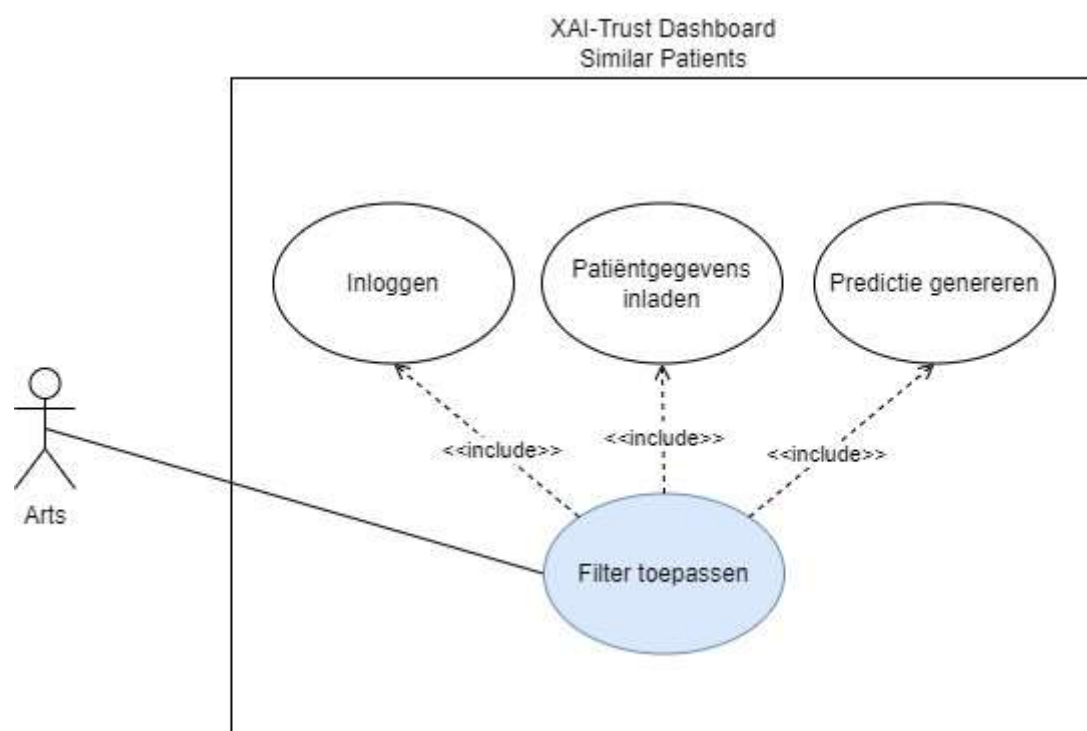 XAI-Trust Dashboard
Similar Patients
Inloggen
Patiëntgegevens
inladen
Predictie genereren
<<include>>
<<include>>
<<include>>
Arts
Filter toepassen